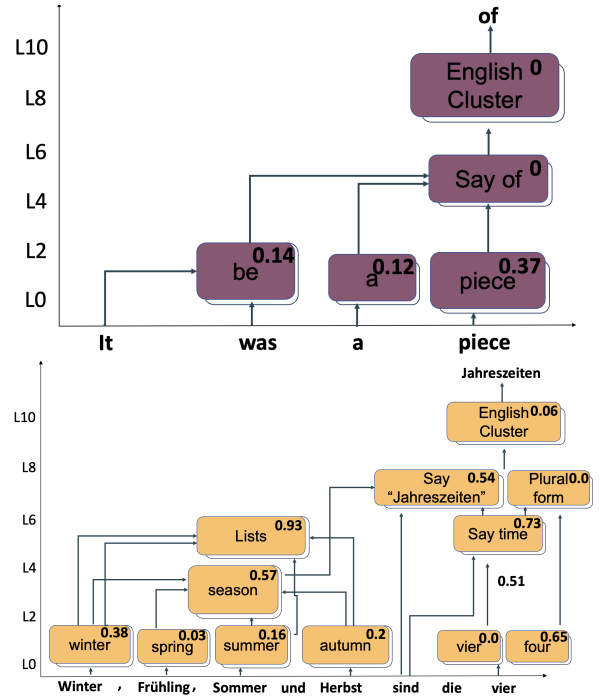 of
L10
English 0
Cluster
L8
L6
Say of 0
L4
L2
be 0.14
a 0.12
piece 0.37
L0
It was a piece
Jahreszeiten
L10
English 0.06
Cluster
L8
Say 0.54
"Jahreszeiten"
Plural 0.0
form
L6
Lists 0.93
Say time 0.73
L4
season 0.57
0.51
L2
winter 0.38
spring 0.03
summer 0.16
autumn 0.2
vier 0.0
four 0.65
L0
Winter , Frühling, Sommer und Herbst sind die vier